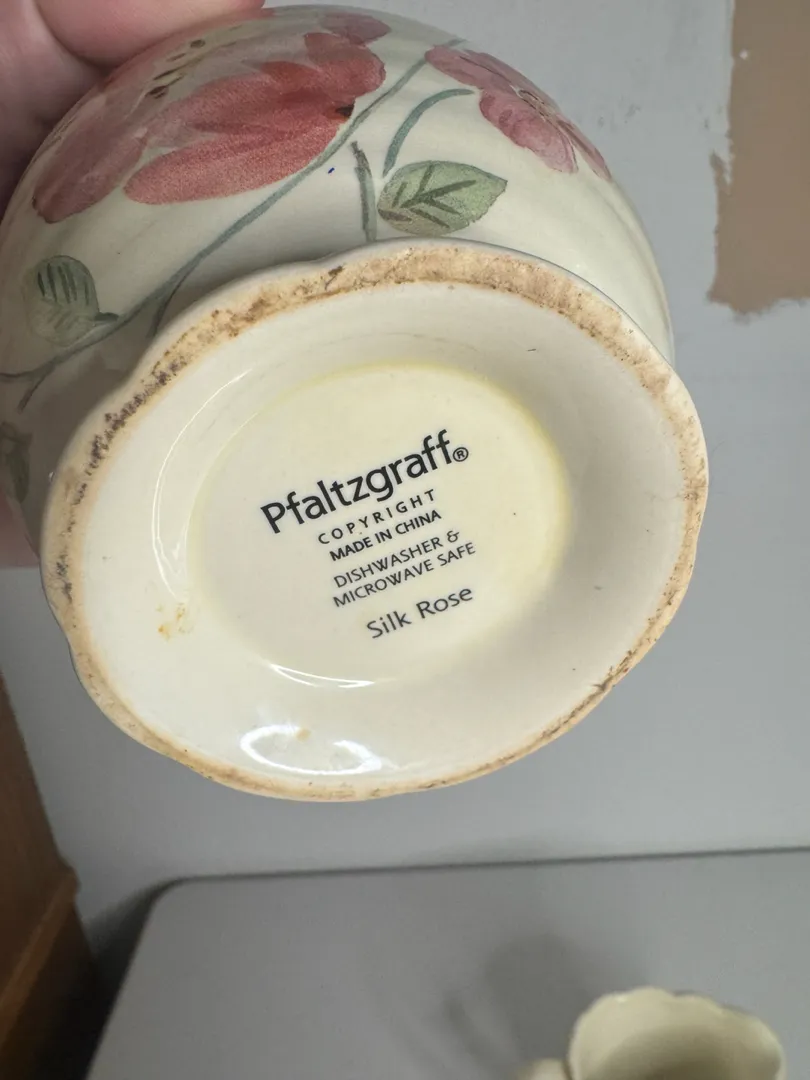 Pfaltzgraff®
COPYRIGHT
MADE IN CHINA
DISHWASHER &
MICROWAVE SAFE
Silk Rose